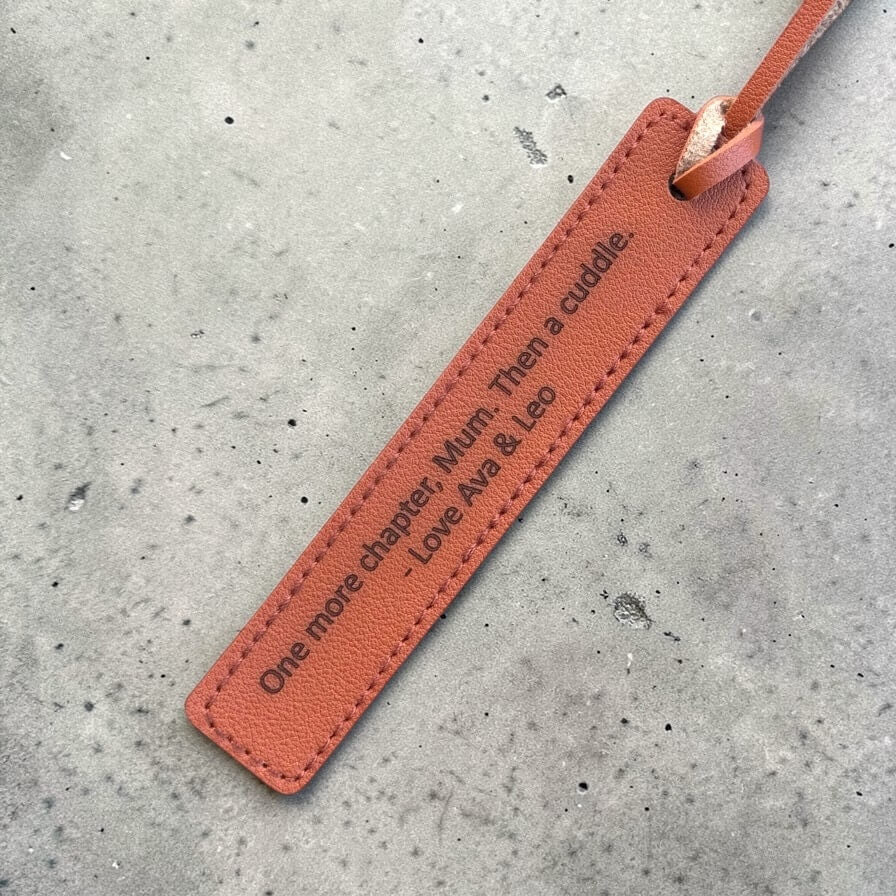 One more chapter, Mum. Then a cuddle.
- Love Ava & Leo